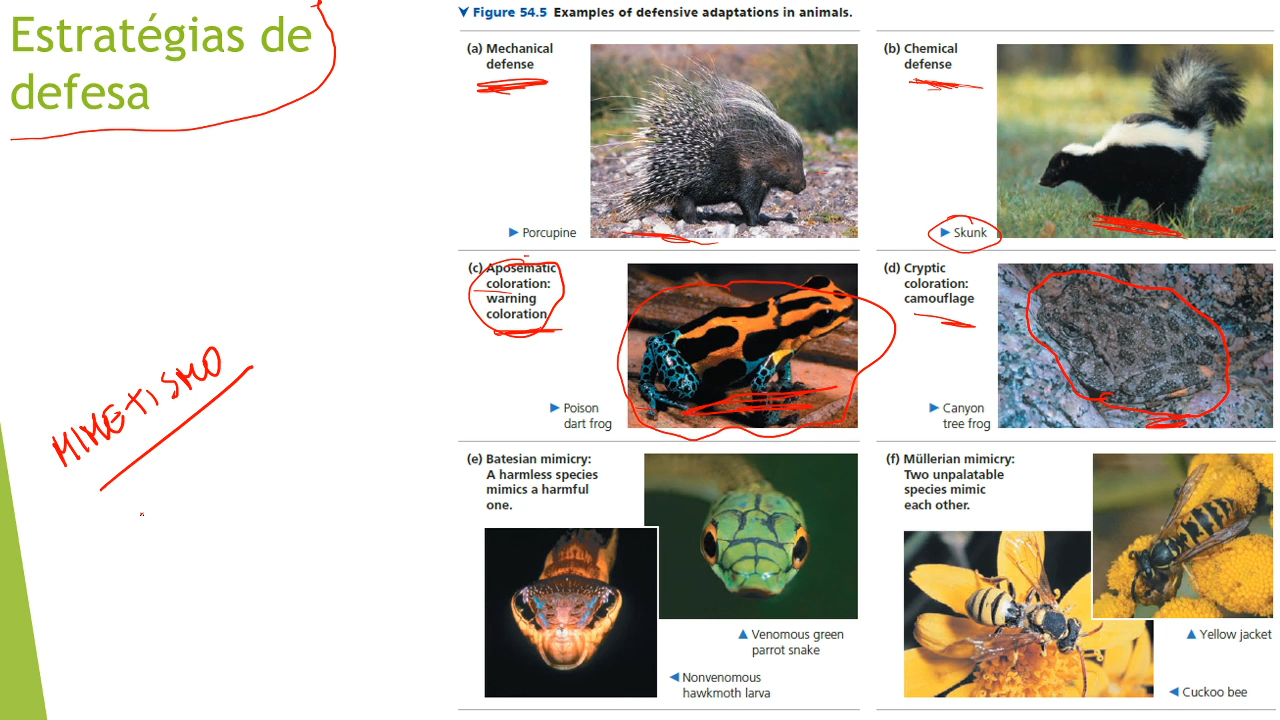 Estratégias de
defesa
MIMETISMO
Figure 54.5 Examples of defensive adaptations in animals.
(a) Mechanical
defense
Porcupine
(b) Chemical
defense
Skunk
(c) Aposematic
coloration:
warning
coloration
Poison
dart frog
(d) Cryptic
coloration:
camouflage
Canyon
tree frog
(e) Batesian mimicry:
A harmless species
mimics a harmful
one.
Venomous green
parrot snake
Nonvenomous
hawkmoth larva
(f) Müllerian mimicry:
Two unpalatable
species mimic
each other.
Yellow jacket
Cuckoo bee